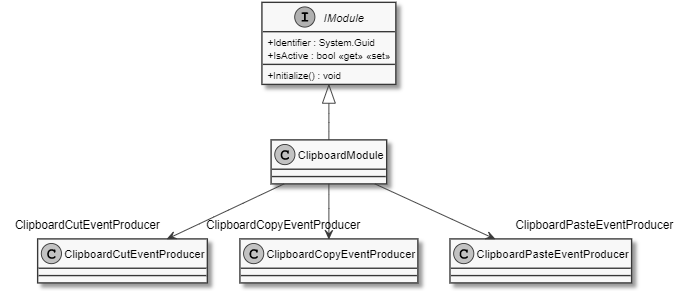 I IModule
+Identifier : System.Guid
+IsActive : bool «get» «set»
+Initialize() : void
C ClipboardModule
ClipboardCutEventProducer
ClipboardCopyEventProducer
ClipboardPasteEventProducer
C ClipboardCutEventProducer
C ClipboardCopyEventProducer
C ClipboardPasteEventProducer